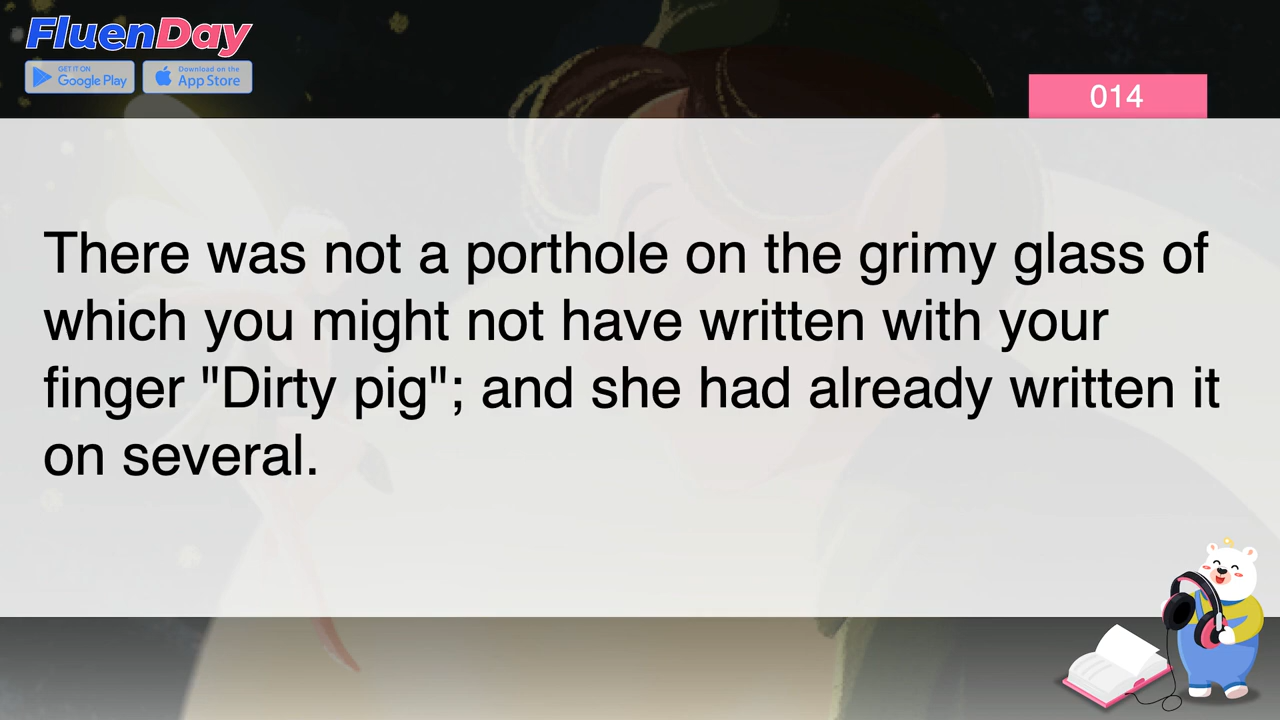 FluenDay
GET IT ON
Google Play
Download on the
App Store
014
There was not a porthole on the grimy glass of
which you might not have written with your
finger "Dirty pig"; and she had already written it
on several.